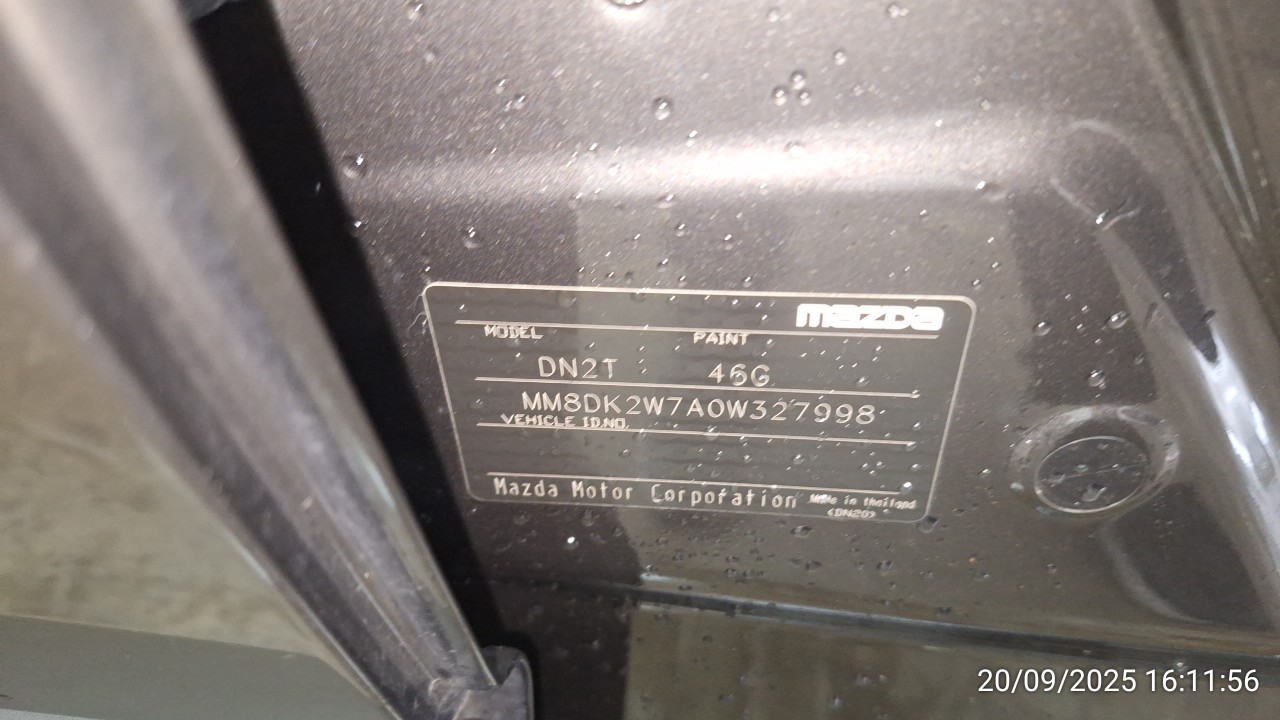 mazda
MODEL PAINT
DN2T 46G
MM8DK2W7A0W327998
VEHICLE ID.NO.
Mazda Motor Corporation Made in Thailand
(DN20)
20/09/2025 16:11:56